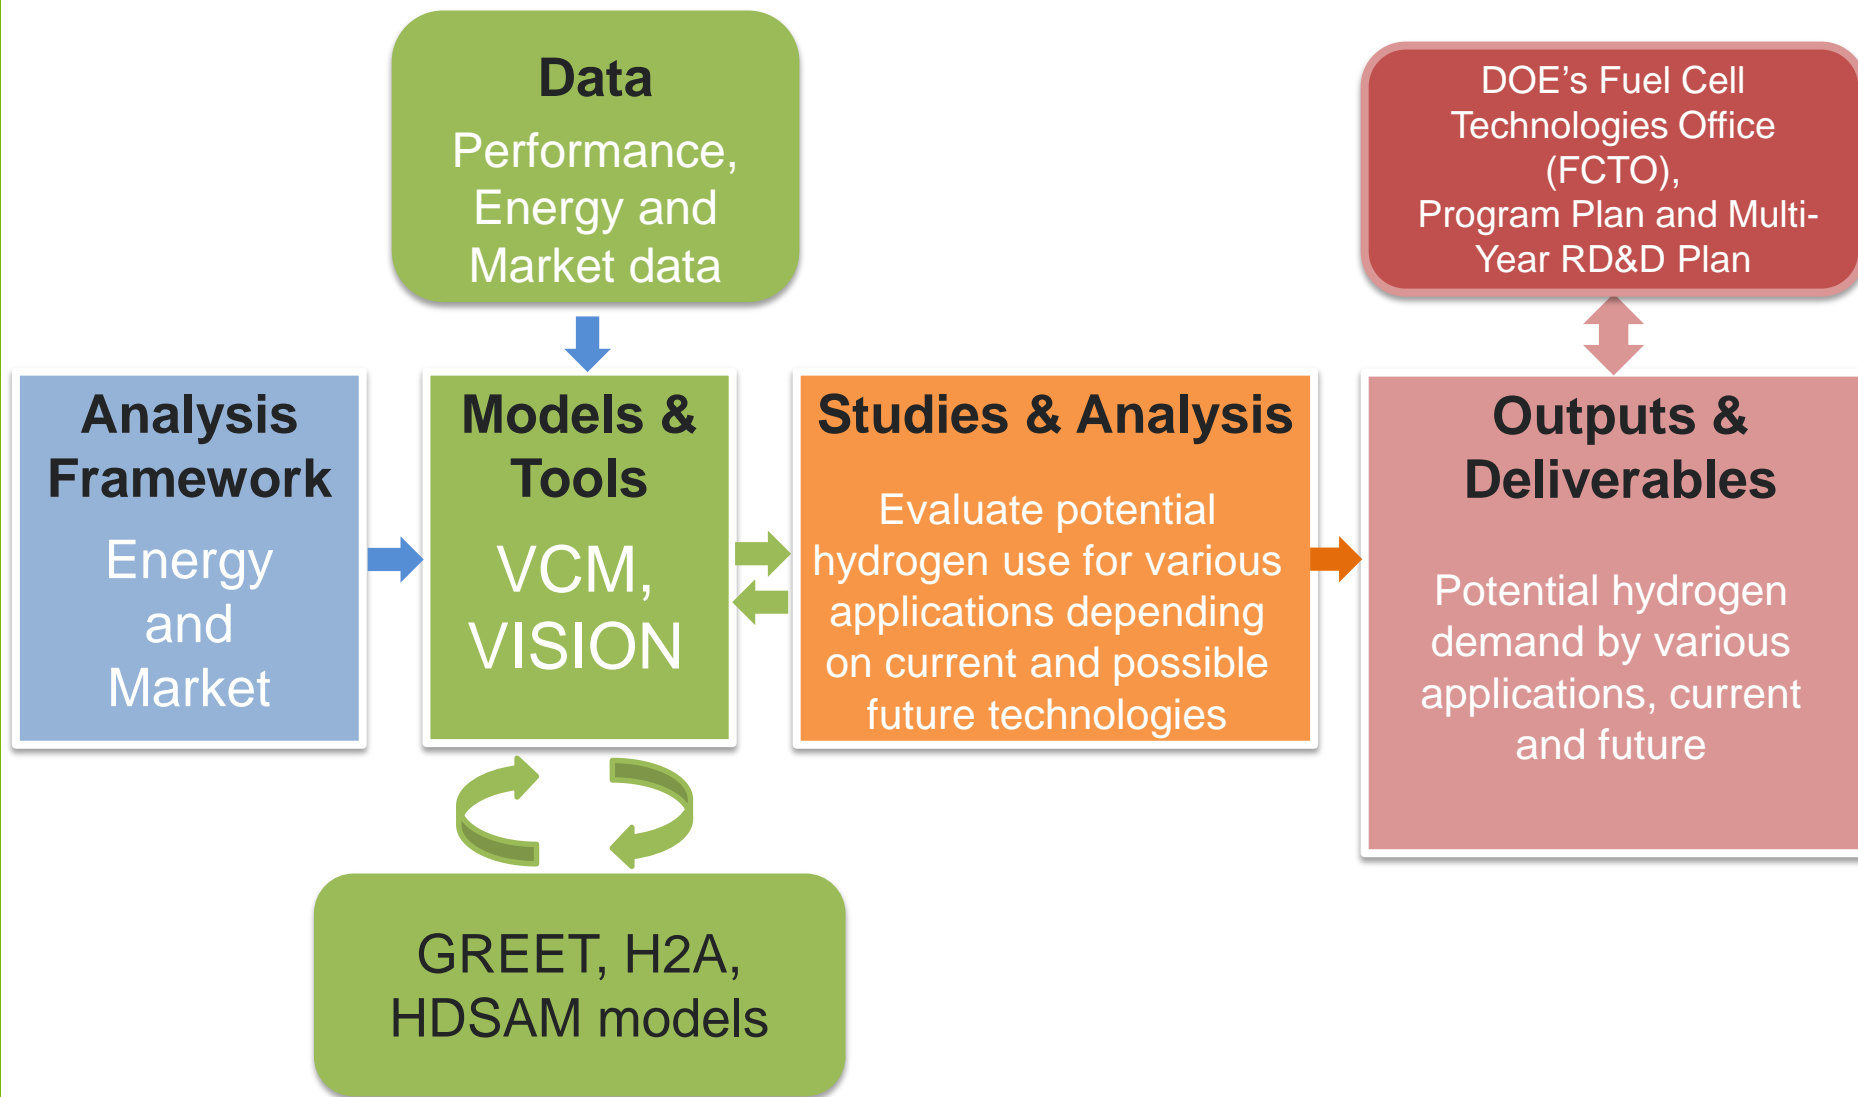 Data
Performance,
Energy and
Market data
DOE’s Fuel Cell
Technologies Office
(FCTO),
Program Plan and Multi-
Year RD&D Plan
Analysis
Framework
Energy
and
Market
Models &
Tools
VCM,
VISION
Studies & Analysis
Evaluate potential
hydrogen use for various
applications depending
on current and possible
future technologies
Outputs &
Deliverables
Potential hydrogen
demand by various
applications, current
and future
GREET, H2A,
HDSAM models